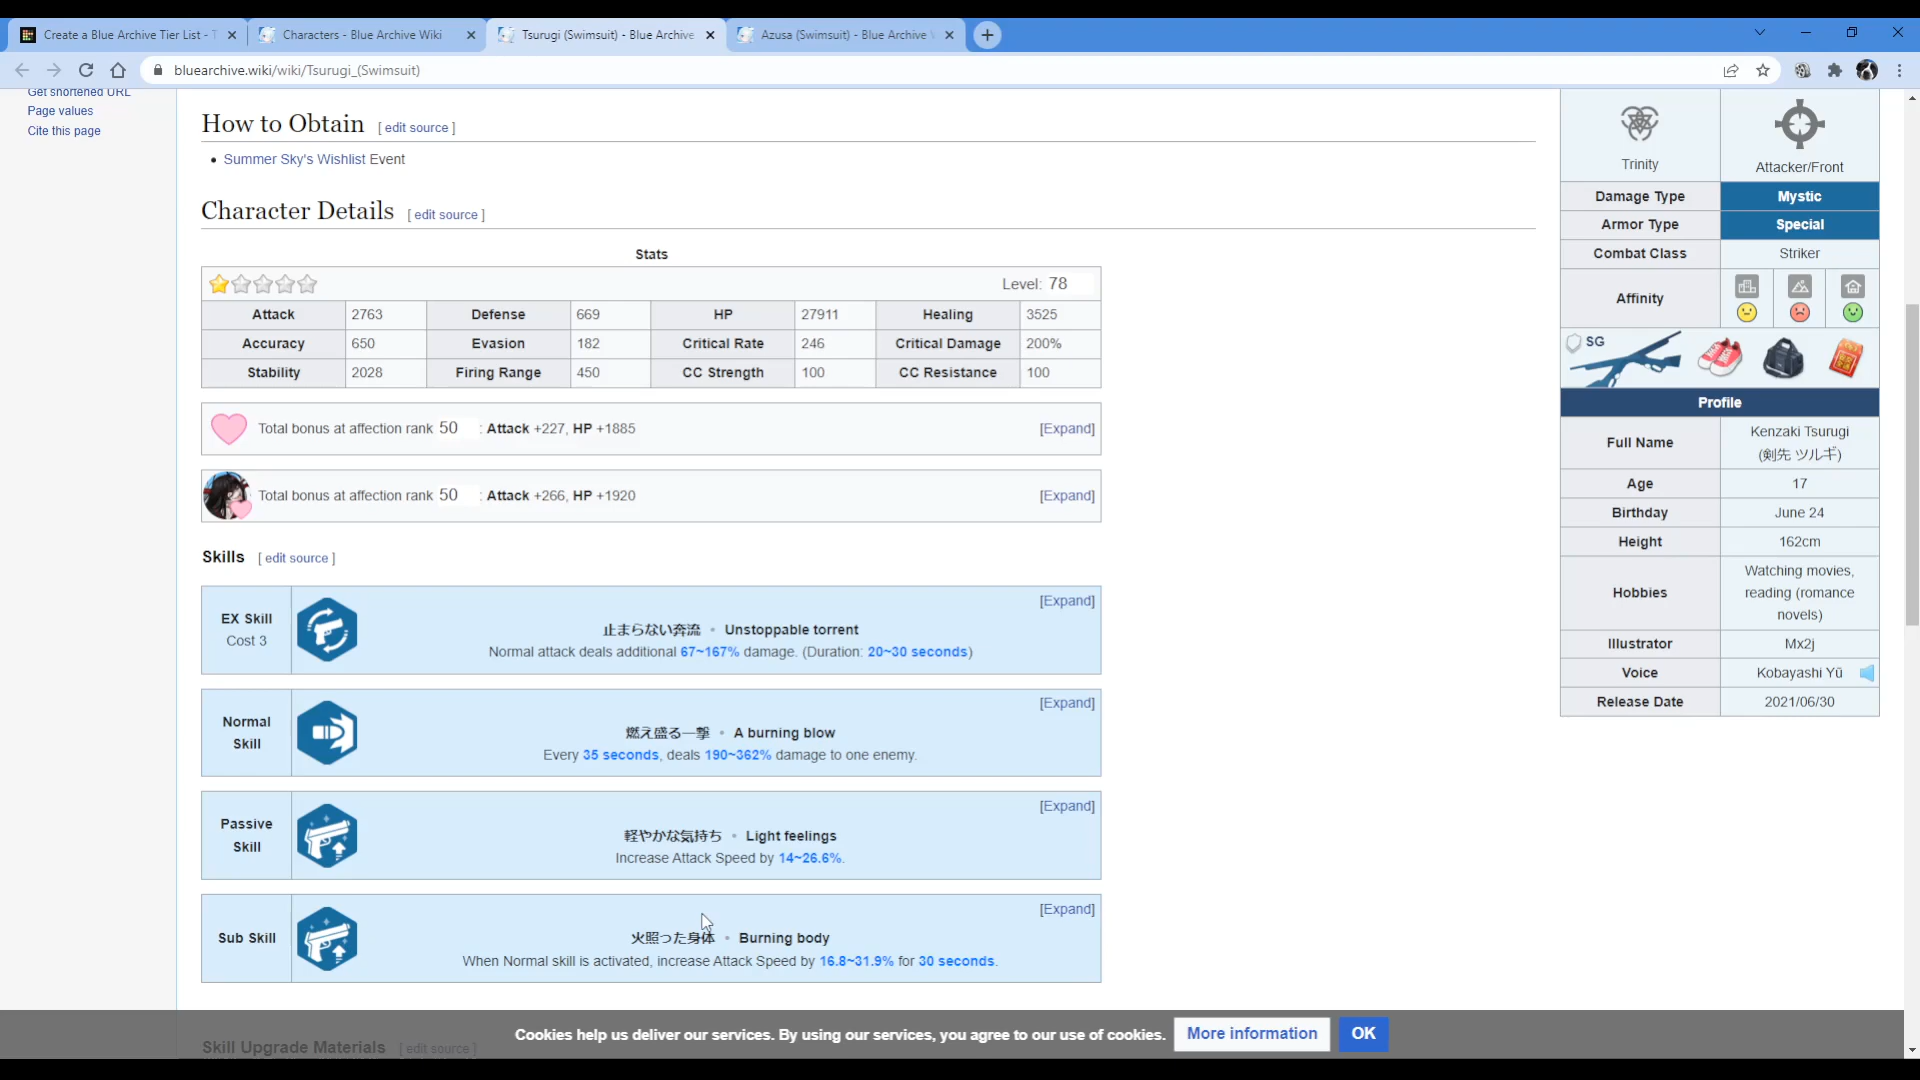 Create a Blue Archive Tier List - T
Characters - Blue Archive Wiki
Tsurugi (Swimsuit) - Blue Archive
Azusa (Swimsuit) - Blue Archive
bluearchive.wiki/wiki/Tsurugi_(Swimsuit)
Get shortened URL
Page values
Cite this page
How to Obtain [ edit source ]
• Summer Sky's Wishlist Event
Character Details [ edit source ]
Stats
Level: 78
Attack 2763 Defense 669 HP 27911 Healing 3525
Accuracy 650 Evasion 182 Critical Rate 246 Critical Damage 200%
Stability 2028 Firing Range 450 CC Strength 100 CC Resistance 100
Total bonus at affection rank 50 : Attack +227, HP +1885 [Expand]
Total bonus at affection rank 50 : Attack +266, HP +1920 [Expand]
Skills [ edit source ]
EX Skill
Cost 3
[Expand]
止まらない奔流 • Unstoppable torrent
Normal attack deals additional 67~167% damage. (Duration: 20~30 seconds)
Normal
Skill
[Expand]
燃え盛る一撃 • A burning blow
Every 35 seconds, deals 190~362% damage to one enemy.
Passive
Skill
[Expand]
軽やかな気持ち • Light feelings
Increase Attack Speed by 14~26.6%.
Sub Skill
[Expand]
火照った身体 • Burning body
When Normal skill is activated, increase Attack Speed by 16.8~31.9% for 30 seconds.
Skill Upgrade Materials [ edit source ]
Trinity
Attacker/Front
Damage Type Mystic
Armor Type Special
Combat Class Striker
Affinity
SG
Profile
Full Name
Kenzaki Tsurugi
(剣先 ツルギ)
Age 17
Birthday June 24
Height 162cm
Hobbies
Watching movies,
reading (romance
novels)
Illustrator Mx2j
Voice Kobayashi Yū
Release Date 2021/06/30
Cookies help us deliver our services. By using our services, you agree to our use of cookies. More information OK